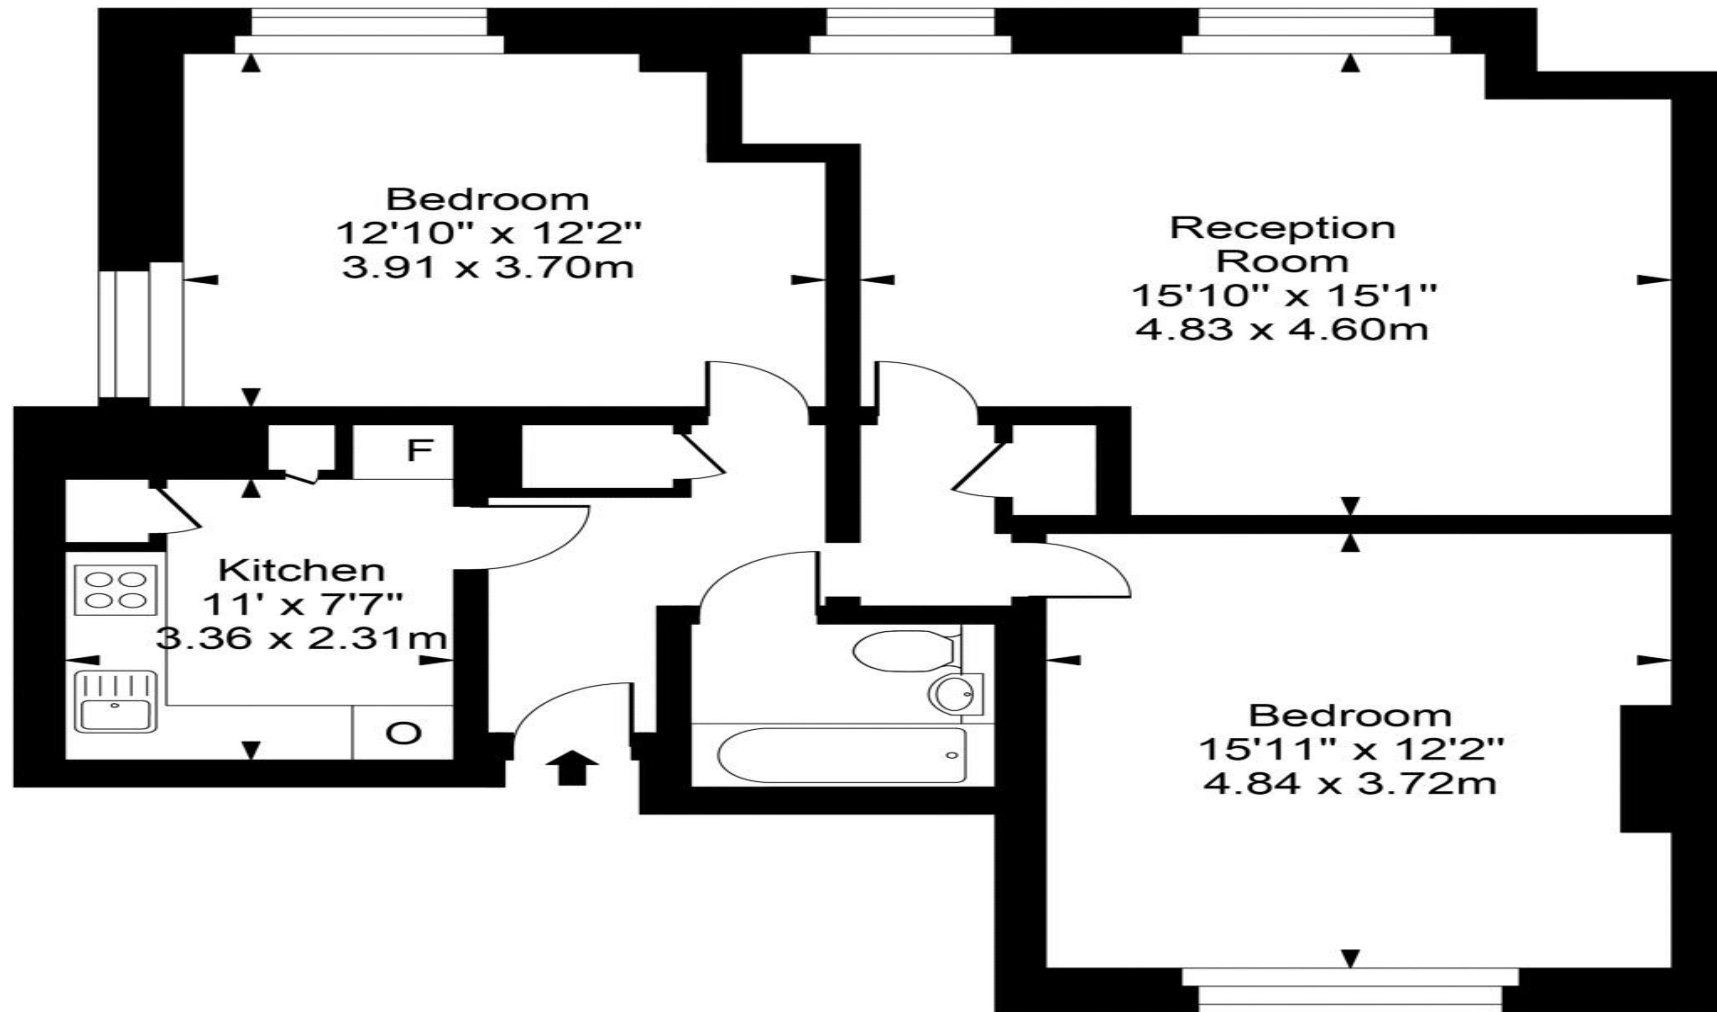 Bedroom
12'10" x 12'2"
3.91 x 3.70m
Reception
Room
15'10" x 15'1"
4.83 x 4.60m
F
Kitchen
11' x 7'7"
3.36 x 2.31m
O
Bedroom
15'11" x 12'2"
4.84 x 3.72m